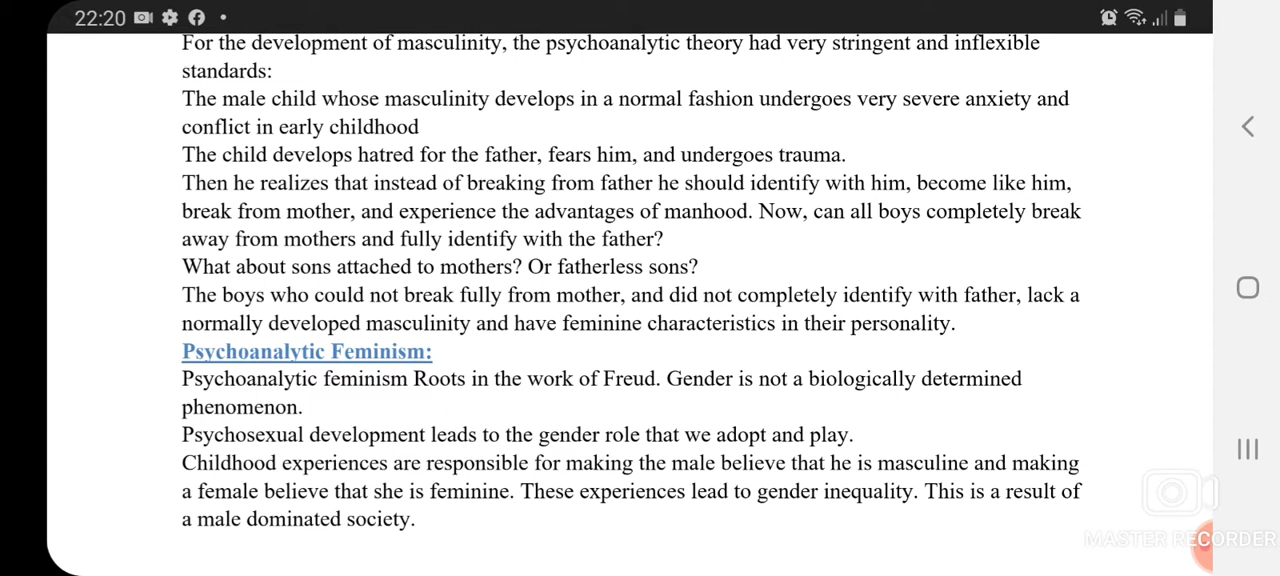 22:20
For the development of masculinity, the psychoanalytic theory had very stringent and inflexible
standards:
The male child whose masculinity develops in a normal fashion undergoes very severe anxiety and
conflict in early childhood
The child develops hatred for the father, fears him, and undergoes trauma.
Then he realizes that instead of breaking from father he should identify with him, become like him,
break from mother, and experience the advantages of manhood. Now, can all boys completely break
away from mothers and fully identify with the father?
What about sons attached to mothers? Or fatherless sons?
The boys who could not break fully from mother, and did not completely identify with father, lack a
normally developed masculinity and have feminine characteristics in their personality.
Psychoanalytic Feminism:
Psychoanalytic feminism Roots in the work of Freud. Gender is not a biologically determined
phenomenon.
Psychosexual development leads to the gender role that we adopt and play.
Childhood experiences are responsible for making the male believe that he is masculine and making
a female believe that she is feminine. These experiences lead to gender inequality. This is a result of
a male dominated society.
MASTER RECORDER